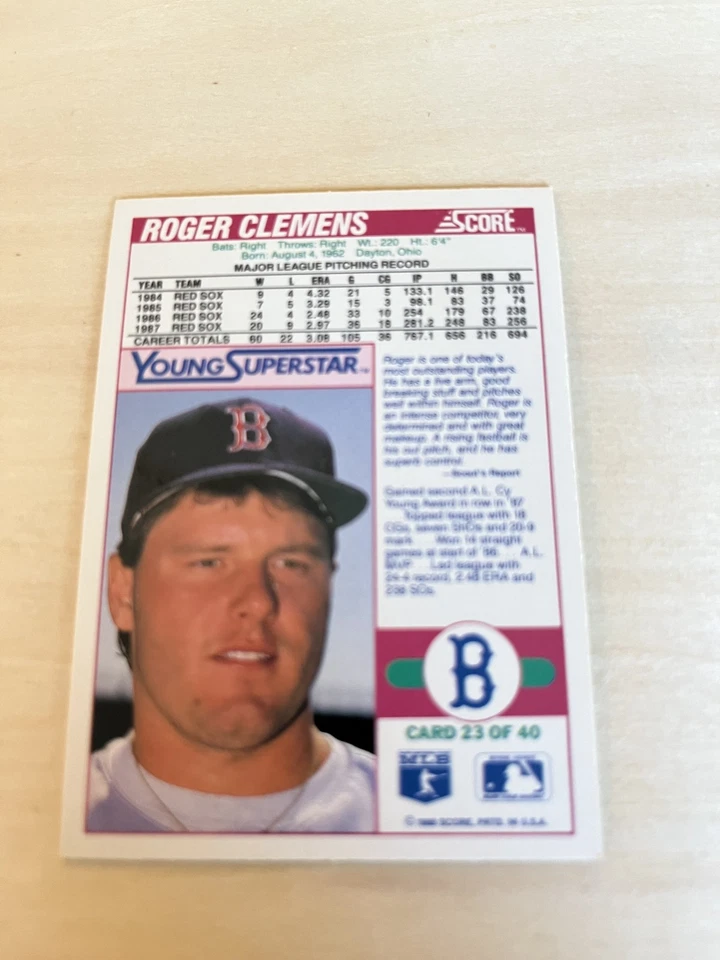 ROGER CLEMENS
SCORE™
Bats: Right Throws: Right Wt.: 220 Ht.: 6'4"
Born: August 4, 1962 Dayton, Ohio
MAJOR LEAGUE PITCHING RECORD
YEAR TEAM W L ERA G CG IP H BB SO
1984 RED SOX 9 4 4.32 21 5 133.1 146 29 126
1985 RED SOX 7 5 3.29 15 3 98.1 83 37 74
1986 RED SOX 24 4 2.48 33 10 254 179 67 238
1987 RED SOX 20 9 2.97 36 18 281.2 248 83 256
CAREER TOTALS 60 22 3.08 105 36 767.1 656 216 694
YOUNG SUPERSTAR™
B
Roger is one of today's
most outstanding players.
He has a live arm, good
breaking stuff and pitches
well within himself. Roger is
an intense competitor, very
determined and with great
makeup. A rising fastball is
his out pitch, and he has
superb control.
—Scout's Report
Gained second A.L. Cy
Young Award in row in '87
. . . Topped league with 18
CGs, seven ShOs and 20-9
mark . . . Won 14 straight
games at start of '86 . . . A.L.
MVP . . . Led league with
24-4 record, 2.48 ERA and
238 SOs.
B
CARD 23 OF 40
MLB
© 1988 SCORE, PRTD. IN U.S.A.